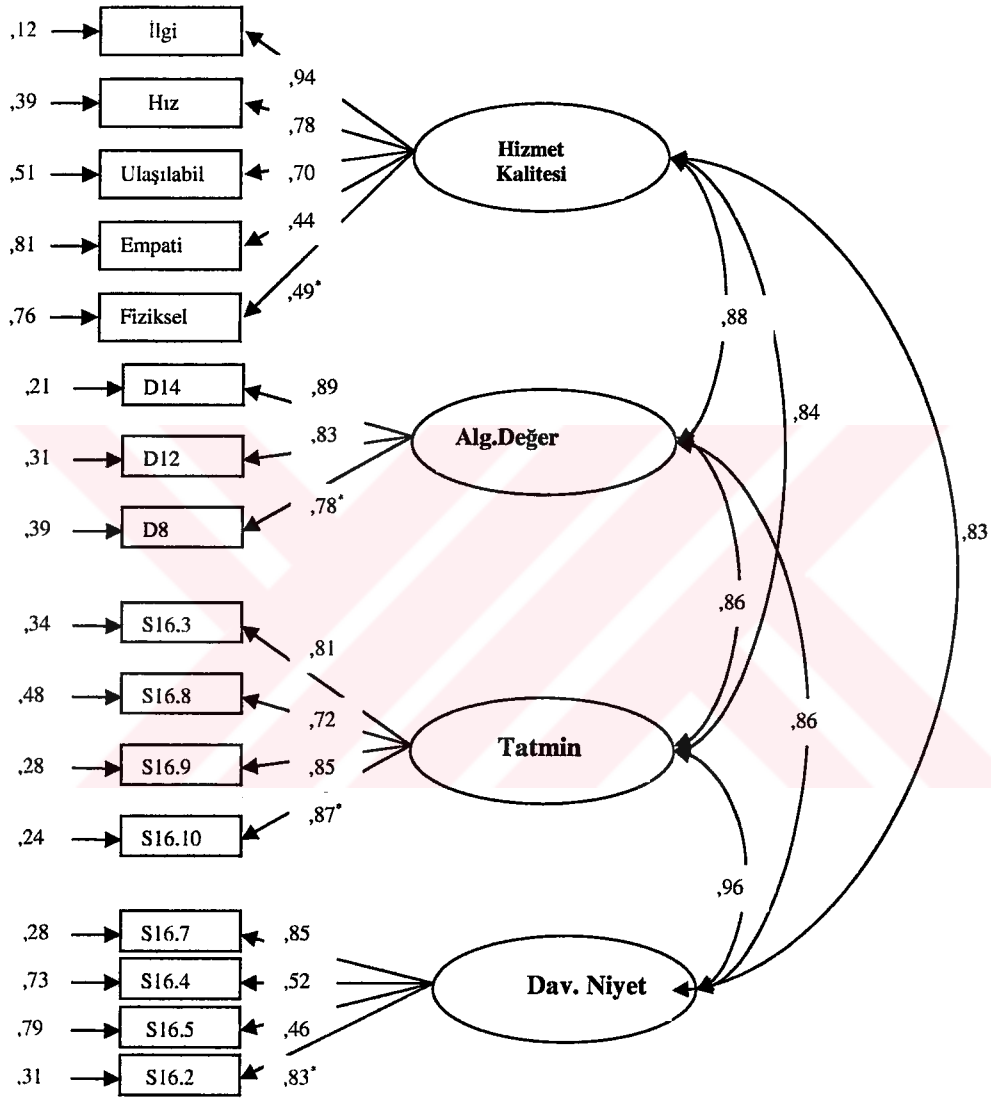 ,12 İlgi
,94
,39 Hız
,78
Hizmet
Kalitesi
,51 Ulaşılabil ,70
,44
,81 Empati
,49*
,76 Fiziksel
,88
,21 D14 ,89
,84
,83
Alg.Değer
,31 D12
,78*
,39 D8
,83
,86
,34 S16.3
,81
,48 S16.8
,72
,86
Tatmin
,28 S16.9 ,85
,87*
,24 S16.10
,96
,28 S16.7 ,85
,73 S16.4 ,52
Dav. Niyet
,79 S16.5 ,46
,31 S16.2 ,83*